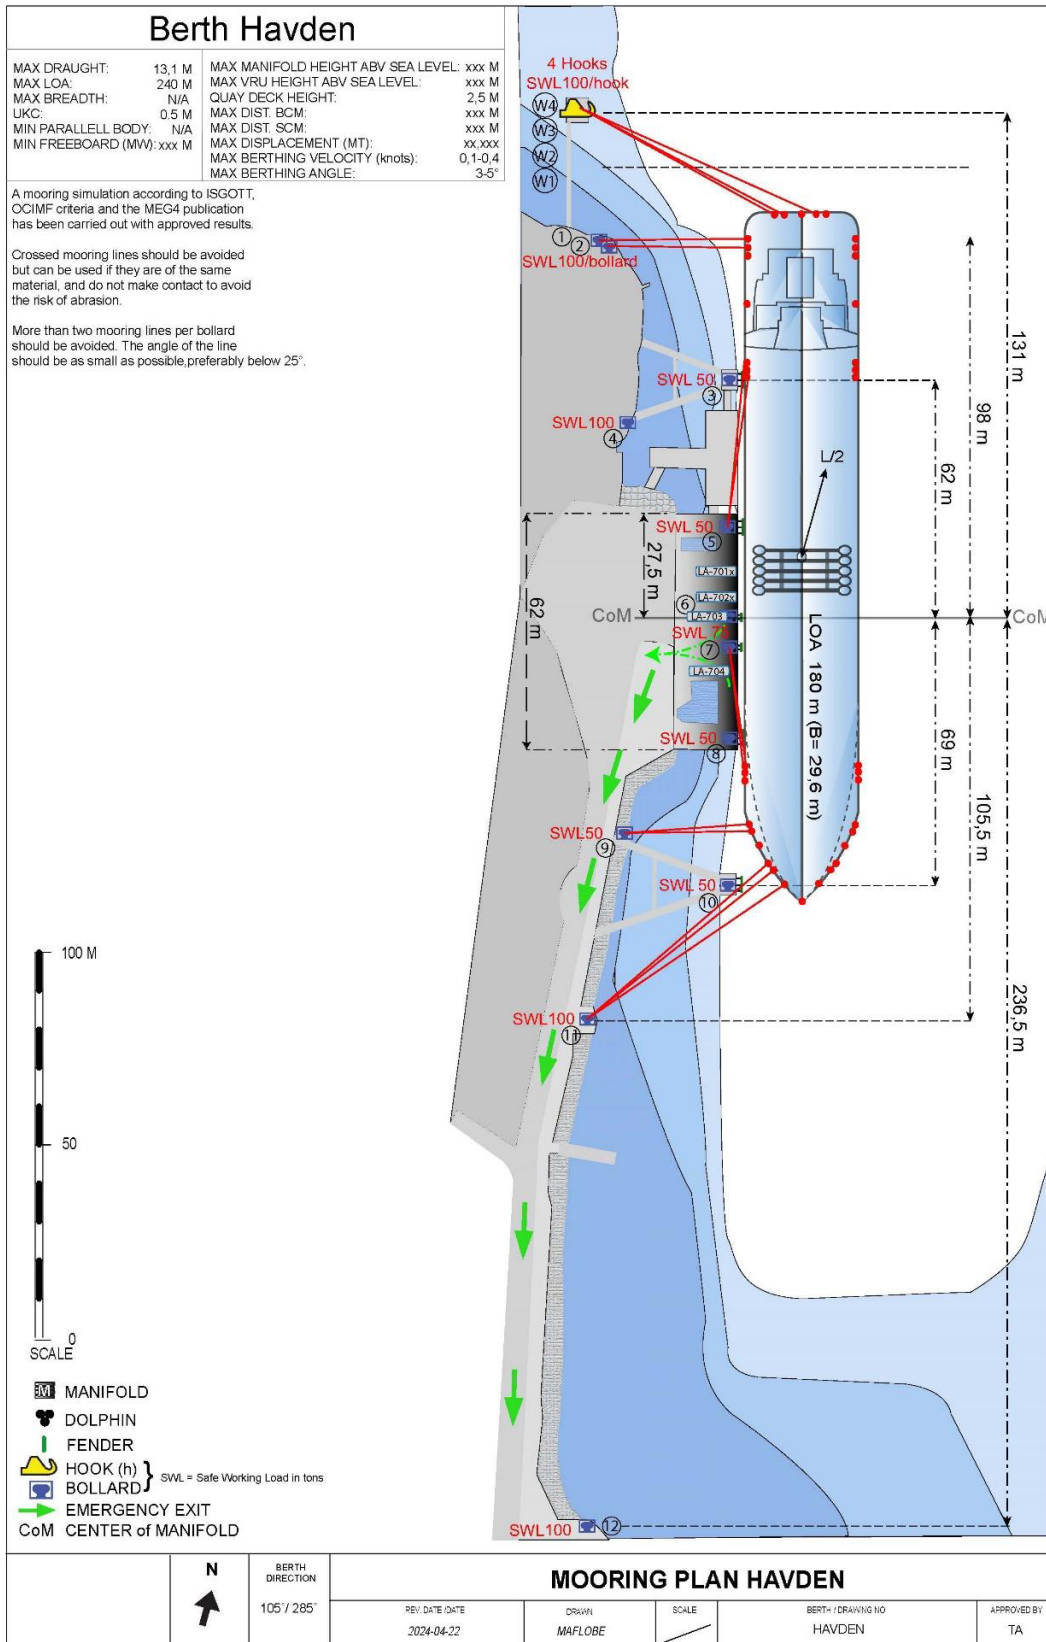 Berth Havden
MAX DRAUGHT: 13,1 M
MAX LOA: 240 M
MAX BREADTH: N/A
UKC: 0.5 M
MIN PARALLELL BODY: N/A
MIN FREEBOARD (MW): xxx M
MAX MANIFOLD HEIGHT ABV SEA LEVEL: xxx M
MAX VRU HEIGHT ABV SEA LEVEL: xxx M
QUAY DECK HEIGHT: 2,5 M
MAX DIST. BCM: xxx M
MAX DIST. SCM: xxx M
MAX DISPLACEMENT (MT): xx,xxx
MAX BERTHING VELOCITY (knots): 0,1-0,4
MAX BERTHING ANGLE: 3-5°
A mooring simulation according to ISGOTT,
OCIMF criteria and the MEG4 publication
has been carried out with approved results.
Crossed mooring lines should be avoided
but can be used if they are of the same
material, and do not make contact to avoid
the risk of abrasion.
More than two mooring lines per bollard
should be avoided. The angle of the line
should be as small as possible,preferably below 25°.
4 Hooks
SWL100/hook
W4
W3
W2
W1
1
2
SWL100/bollard
131 m
98 m
SWL 50
3
SWL100
4
62 m
L/2
SWL 50
5
27,5 m
62 m
LA-701x
LA-702x
6
LA-703
CoM
CoM
SWL 7
7
LA-704
LOA 180 m (B= 29,6 m)
SWL 50
8
69 m
105,5 m
SWL50
9
SWL 50
10
SWL100
11
236,5 m
100 M
50
0
SCALE
MANIFOLD
DOLPHIN
FENDER
HOOK (h)
BOLLARD
SWL = Safe Working Load in tons
EMERGENCY EXIT
CoM CENTER of MANIFOLD
SWL100
12
N
BERTH
DIRECTION
105°/ 285°
MOORING PLAN HAVDEN
REV. DATE /DATE
2024-04-22
DRAWN
MAFLOBE
SCALE
BERTH / DRAWING NO
HAVDEN
APPROVED BY
TA